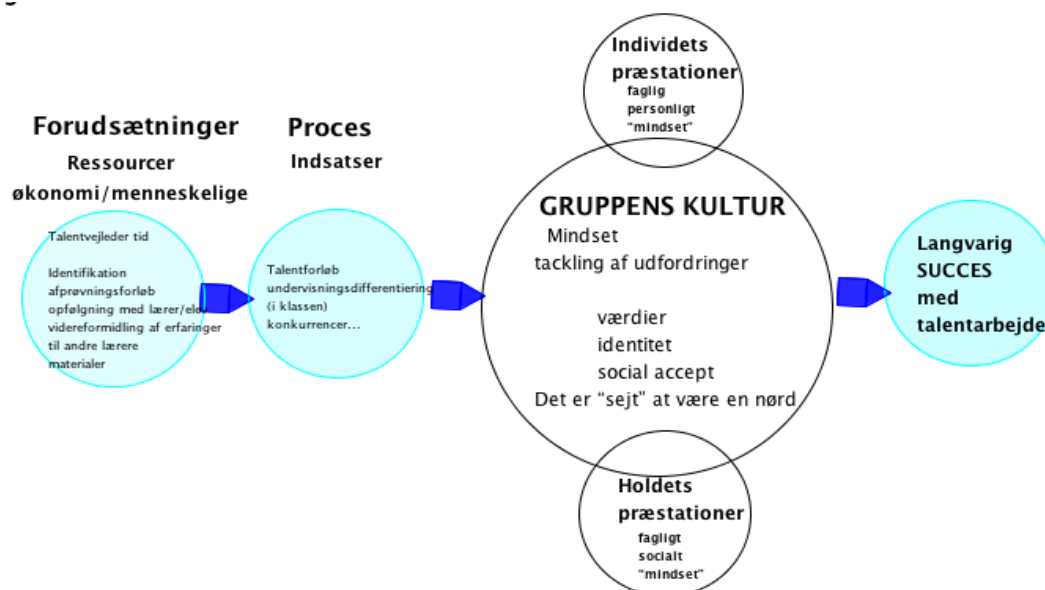 Forudsætninger
Ressourcer
økonomi/menneskelige
Talentvejleder tid
Identifikation
afprøvningsforløb
opfølgning med lærer/elev
videreformidling af erfaringer
til andre lærere
materialer
Proces
Indsatser
Talentforløb
undervisningsdifferentiering
(i klassen)
konkurrencer...
Individets
præstationer
faglig
personligt
"mindset"
GRUPPENS KULTUR
Mindset
tackling af udfordringer
værdier
identitet
social accept
Det er “sejt” at være en nørd
Holdets
præstationer
fagligt
socialt
"mindset"
Langvarig
SUCCES
med
talentarbejde